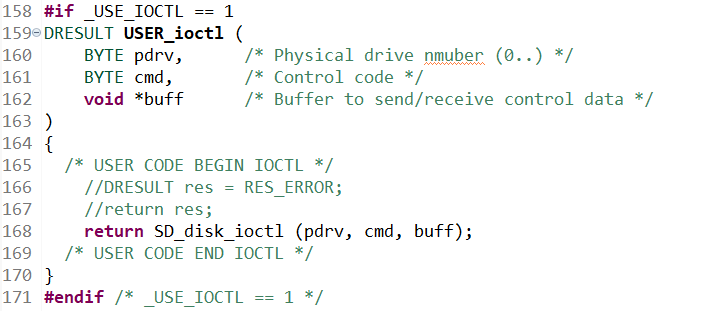 158 #if _USE_IOCTL == 1
159 DRESULT USER_ioctl (
160     BYTE pdrv,      /* Physical drive nmuber (0..) */
161     BYTE cmd,       /* Control code */
162     void *buff      /* Buffer to send/receive control data */
163 )
164 {
165   /* USER CODE BEGIN IOCTL */
166     //DRESULT res = RES_ERROR;
167     //return res;
168     return SD_disk_ioctl (pdrv, cmd, buff);
169   /* USER CODE END IOCTL */
170 }
171 #endif /* _USE_IOCTL == 1 */